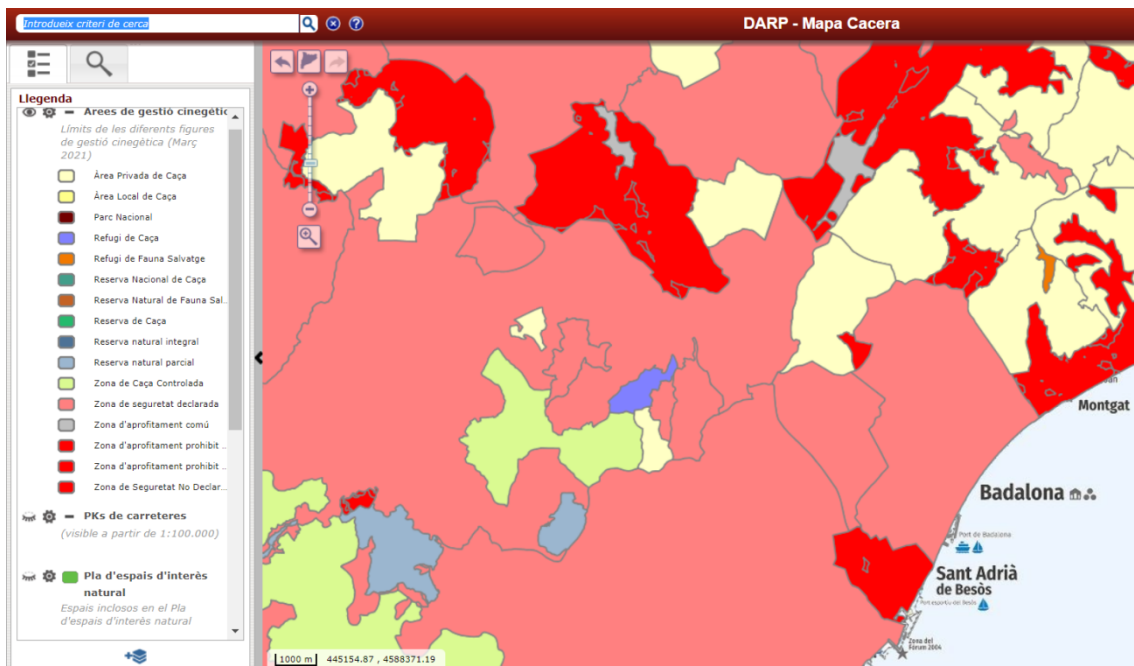 Introdueix criteri de cerca
DARP - Mapa Cacera
Llegenda
Àrees de gestió cinegètic
Límits de les diferents figures
de gestió cinegètica (Març
2021)
Àrea Privada de Caça
Àrea Local de Caça
Parc Nacional
Refugi de Caça
Refugi de Fauna Salvatge
Reserva Nacional de Caça
Reserva Natural de Fauna Sal...
Reserva de Caça
Reserva natural integral
Reserva natural parcial
Zona de Caça Controlada
Zona de seguretat declarada
Zona d'aprofitament comú
Zona d'aprofitament prohibit ...
Zona d'aprofitament prohibit ...
Zona de Seguretat No Declar...
PKs de carreteres
(visible a partir de 1:100.000)
Pla d'espais d'interès
natural
Espais inclosos en el Pla
d'espais d'interès natural
Montgat
Badalona
Port de Badalona
Sant Adrià
de Besòs
Port esportiu del Besòs
Zona del
Fòrum 2004
1000 m
445154.87 , 4588371.19